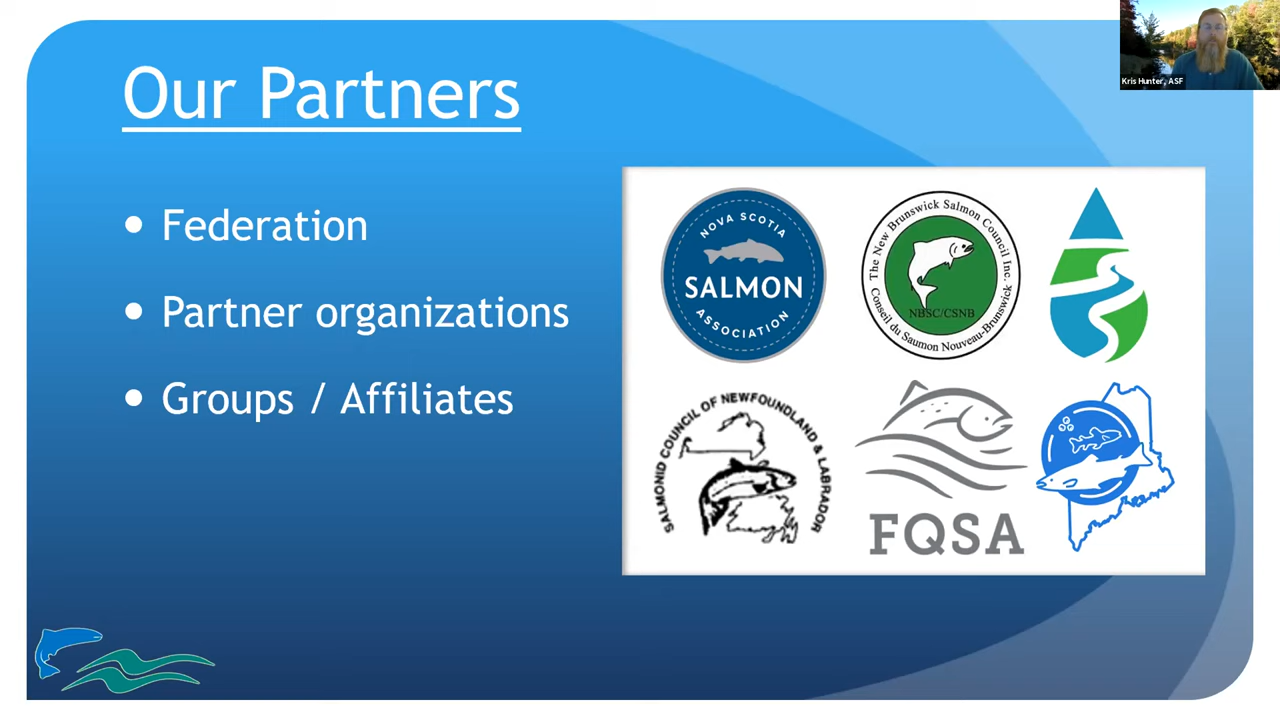 Our Partners
Kris Hunter, ASF
• Federation
• Partner organizations
• Groups / Affiliates
NOVA SCOTIA
SALMON
ASSOCIATION
The New Brunswick Salmon Council Inc.
NBSC/CSNB
Conseil du Saumon Nouveau-Brunswick
SALMONID COUNCIL OF NEWFOUNDLAND & LABRADOR
FQSA